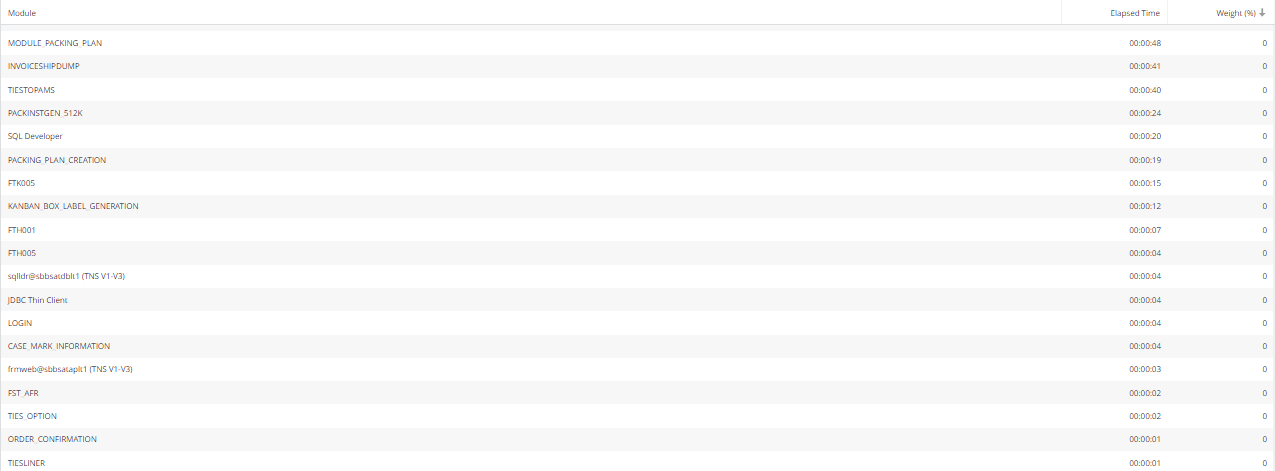 Module Elapsed Time Weight (%)
MODULE_PACKING_PLAN 00:00:48 0
INVOICESHIPDUMP 00:00:41 0
TIESTOPAMS 00:00:40 0
PACKINSTGEN_512K 00:00:24 0
SQL Developer 00:00:20 0
PACKING_PLAN_CREATION 00:00:19 0
FTK005 00:00:15 0
KANBAN_BOX_LABEL_GENERATION 00:00:12 0
FTH001 00:00:07 0
FTH005 00:00:04 0
sqlldr@sbbsatdblt1 (TNS V1-V3) 00:00:04 0
JDBC Thin Client 00:00:04 0
LOGIN 00:00:04 0
CASE_MARK_INFORMATION 00:00:04 0
frmweb@sbbsataplt1 (TNS V1-V3) 00:00:03 0
FST_AFR 00:00:02 0
TIES_OPTION 00:00:02 0
ORDER_CONFIRMATION 00:00:01 0
TIESLINER 00:00:01 0